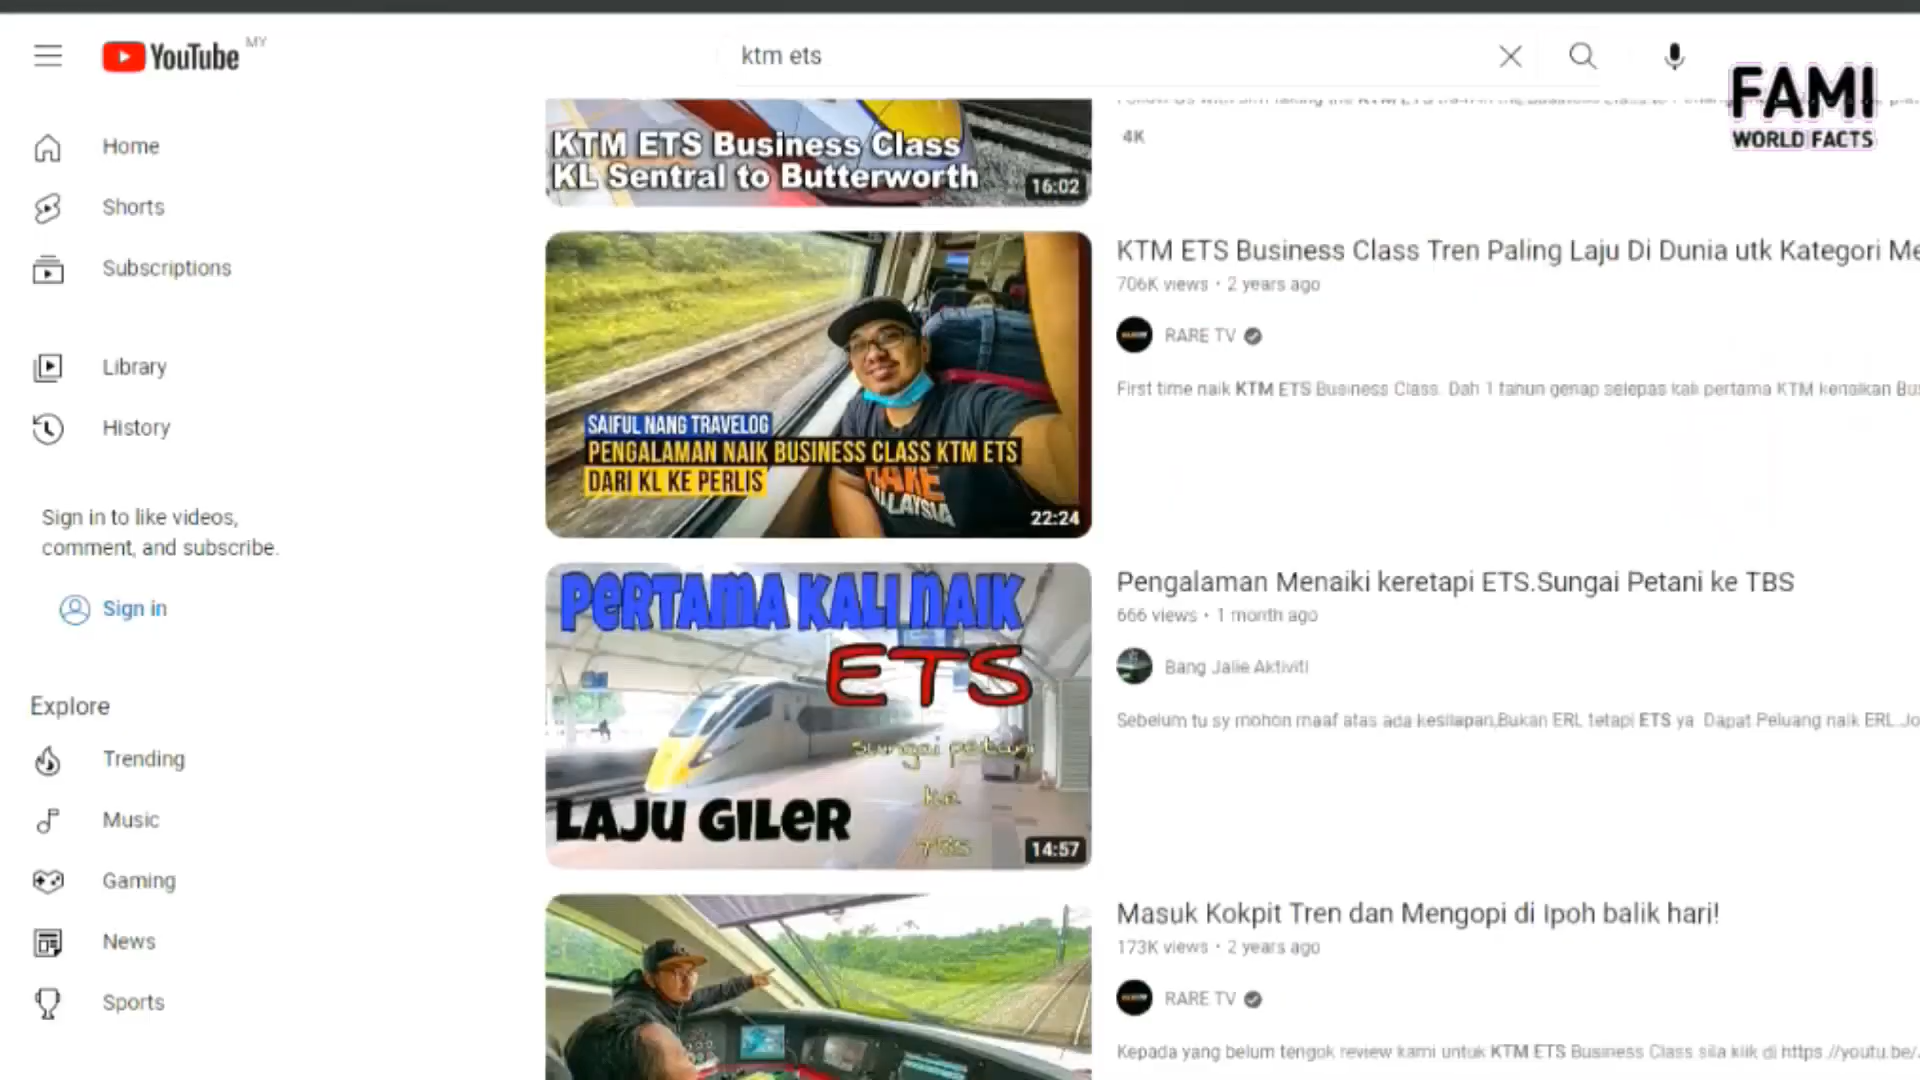 YouTube MY
ktm ets
FAMI
WORLD FACTS
Home
Shorts
Subscriptions
Library
History
Sign in to like videos,
comment, and subscribe.
Sign in
Explore
Trending
Music
Gaming
News
Sports
KTM ETS Business Class
KL Sentral to Butterworth
16:02
4K
SAIFUL NANG TRAVELOG
PENGALAMAN NAIK BUSINESS CLASS KTM ETS
DARI KL KE PERLIS
MALAYSIA
22:24
KTM ETS Business Class Tren Paling Laju Di Dunia utk Kategori Me
706K views • 2 years ago
RARE TV
First time naik KTM ETS Business Class. Dah 1 tahun genap selepas kali pertama KTM kenalkan Bus
PERTAMA KALI NAIK
ETS
sungai petani
ke
TBS
LAJU GILER
14:57
Pengalaman Menaiki keretapi ETS.Sungai Petani ke TBS
666 views • 1 month ago
Bang Jalie Aktiviti
Sebelum tu sy mohon maaf atas ada kesilapan,Bukan ERL tetapi ETS ya Dapat Peluang naik ERL.Jo
Masuk Kokpit Tren dan Mengopi di Ipoh balik hari!
173K views • 2 years ago
RARE TV
Kepada yang belum tengok review kami untuk KTM ETS Business Class sila klik di https://youtu.be/